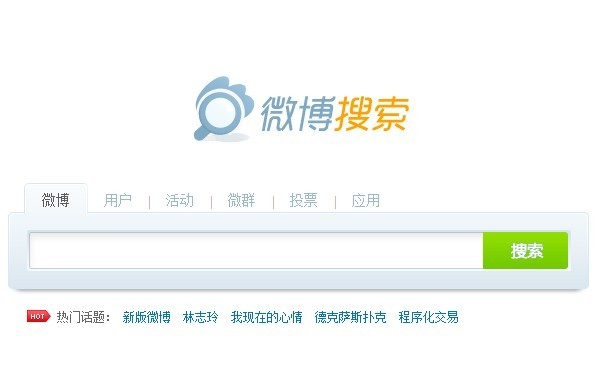 微博搜索
微博 用户 | 活动 | 微群 | 投票 | 应用
搜索
HOT 热门话题： 新版微博 林志玲 我现在的心情 德克萨斯扑克 程序化交易